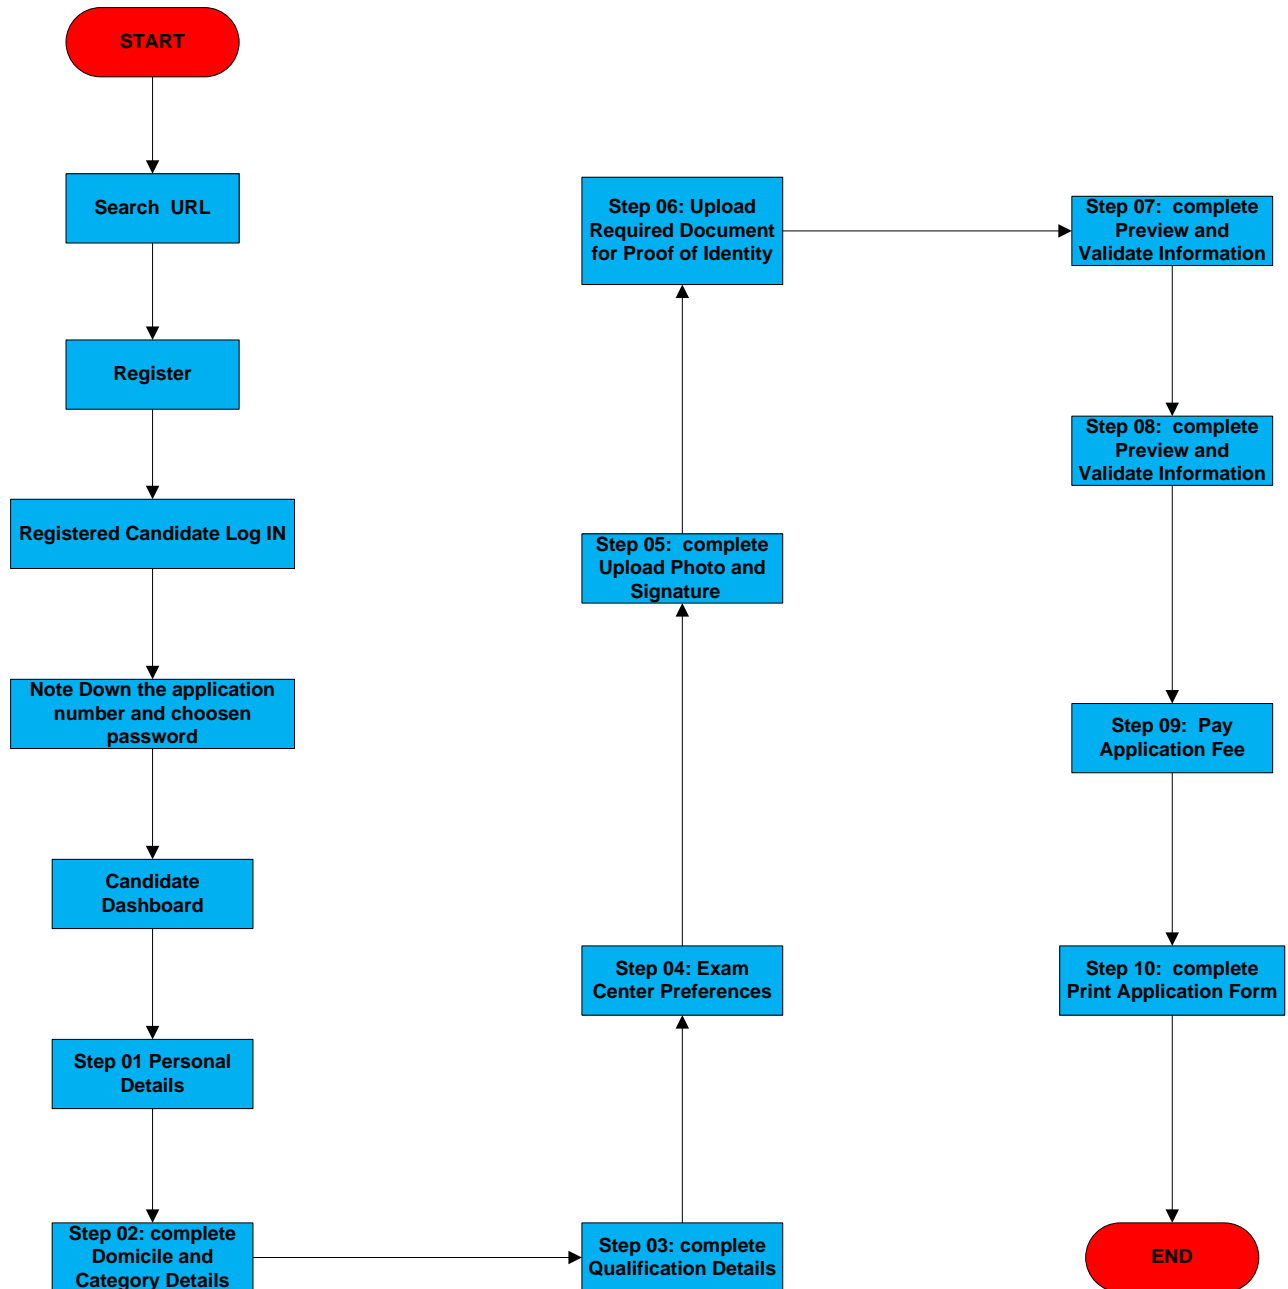 START
Search  URL
Register
Registered Candidate Log IN
Note Down the application
number and choosen
password
Candidate
Dashboard
Step 01 Personal
Details
Step 02: complete
Domicile and
Category Details
Step 03: complete
Qualification Details
Step 04: Exam
Center Preferences
Step 05:  complete
Upload Photo and
Signature
Step 06: Upload
Required Document
for Proof of Identity
Step 07:  complete
Preview and
Validate Information
Step 08:  complete
Preview and
Validate Information
Step 09:  Pay
Application Fee
Step 10:  complete
Print Application Form
END